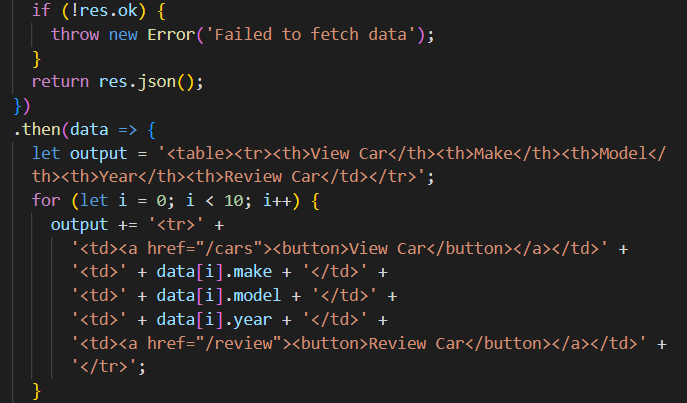 if (!res.ok) {
throw new Error('Failed to fetch data');
}
return res.json();
})
.then(data => {
let output = '<table><tr><th>View Car</th><th>Make</th><th>Model</
th><th>Year</th><th>Review Car</td></tr>';
for (let i = 0; i < 10; i++) {
output += '<tr>' +
'<td><a href="/cars"><button>View Car</button></a></td>' +
'<td>' + data[i].make + '</td>' +
'<td>' + data[i].model + '</td>' +
'<td>' + data[i].year + '</td>' +
'<td><a href="/review"><button>Review Car</button></a></td>' +
'</tr>';
}